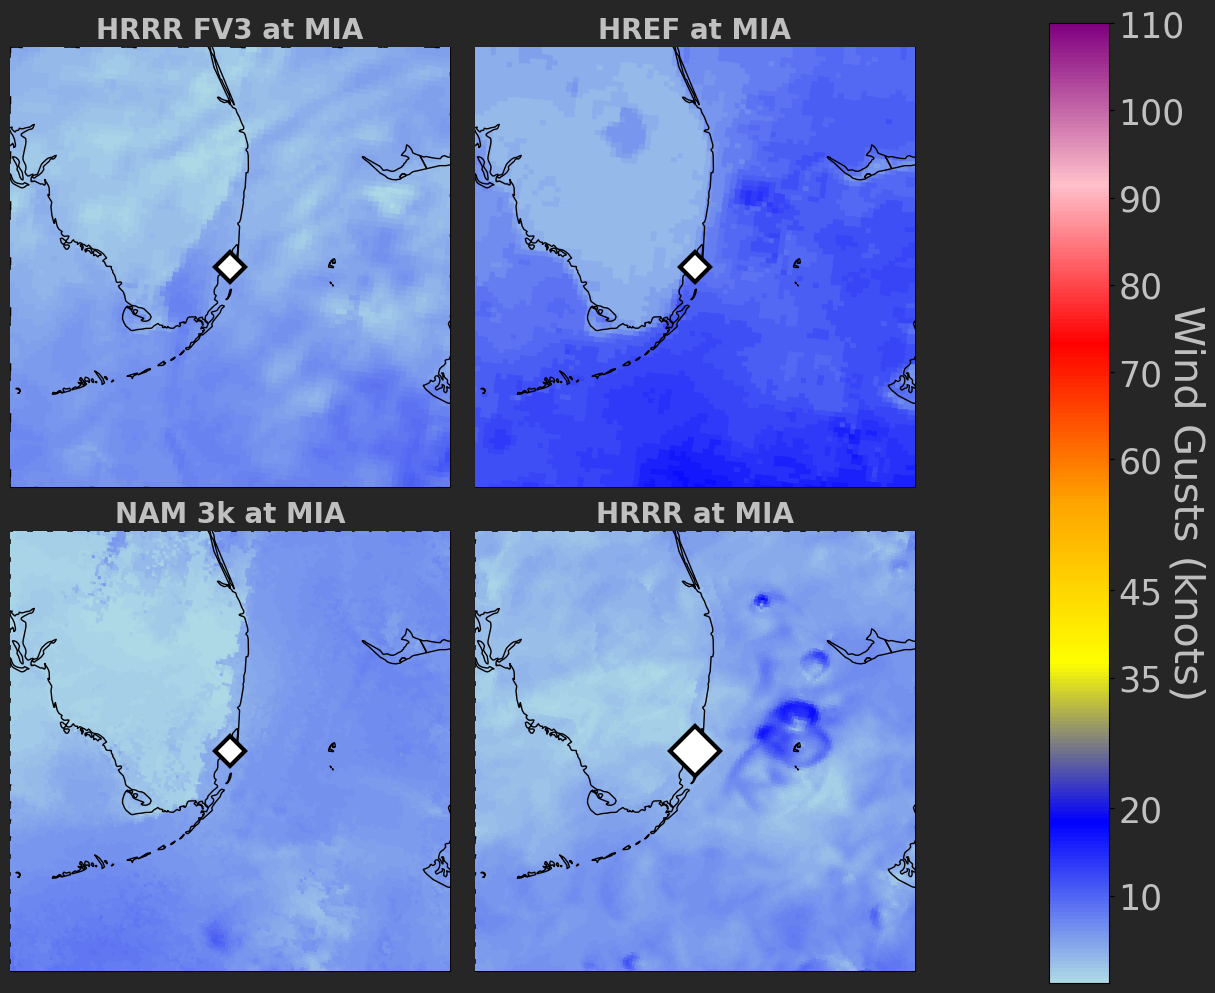 HRRR FV3 at MIA
HREF at MIA
NAM 3k at MIA
HRRR at MIA
110
100
90
80
70
60
45
35
20
10
Wind Gusts (knots)